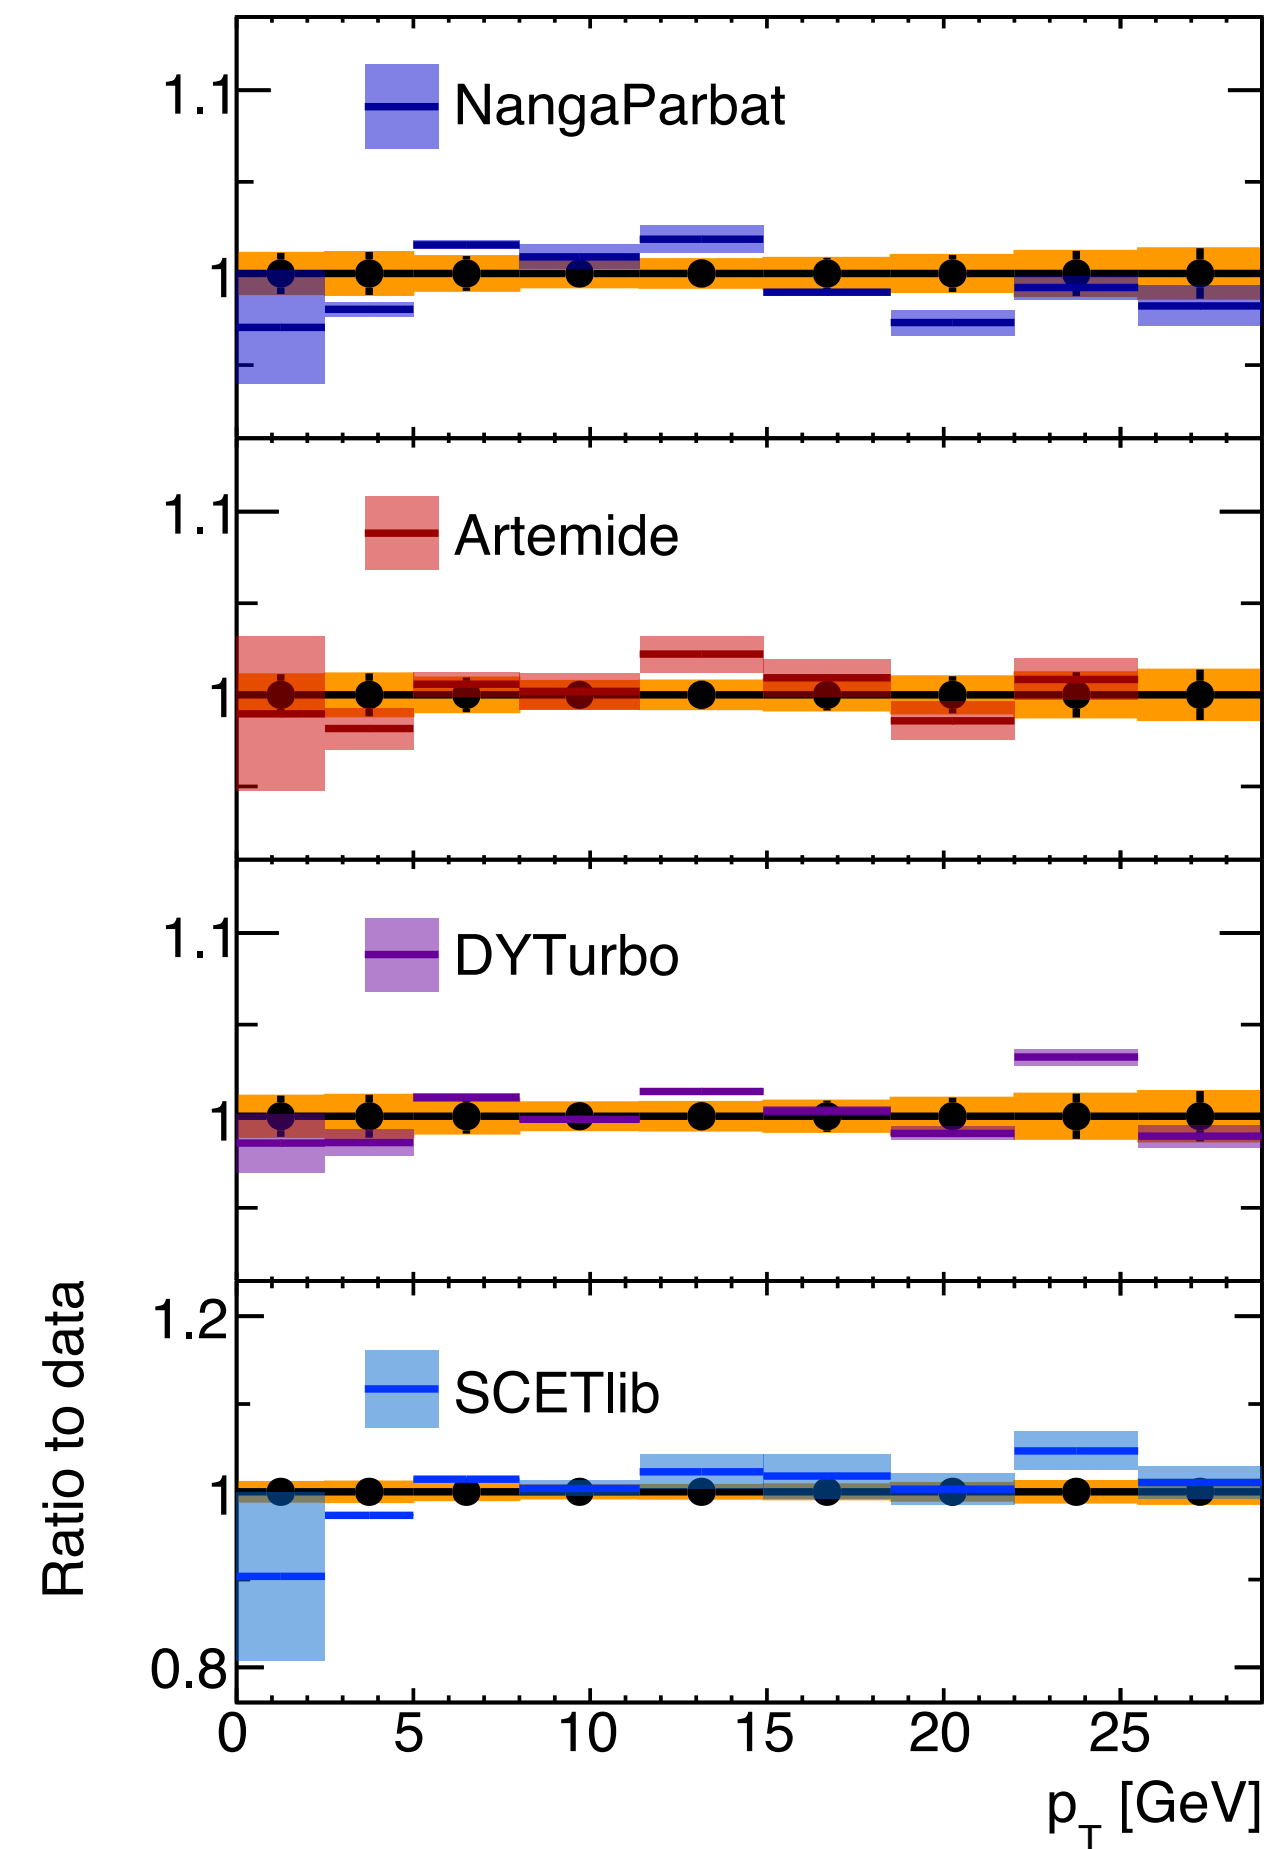 1.1
NangaParbat
1
1.1
Artemide
1
1.1
DYTurbo
1
Ratio to data
1.2
SCETlib
1
0.8
0 5 10 15 20 25
p_T [GeV]